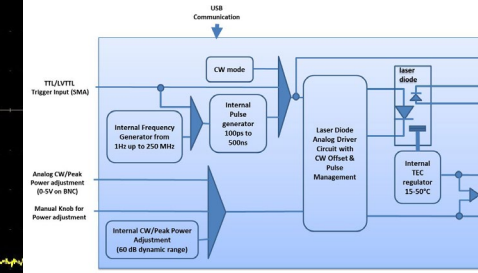 USB
Communication
CW mode
laser
diode
TTL/LVTTL
Trigger Input (SMA)
Internal
Pulse
generator
100ps to
500ns
Internal Frequency
Generator from
1Hz up to 250 MHz
Laser Diode
Analog Driver
Circuit with
CW Offset &
Pulse
Management
Internal
TEC
regulator
15-50°C
Analog CW/Peak
Power adjustment
(0-5V on BNC)
Manual Knob for
Power adjustment
Internal CW/Peak Power
Adjustment
(60 dB dynamic range)